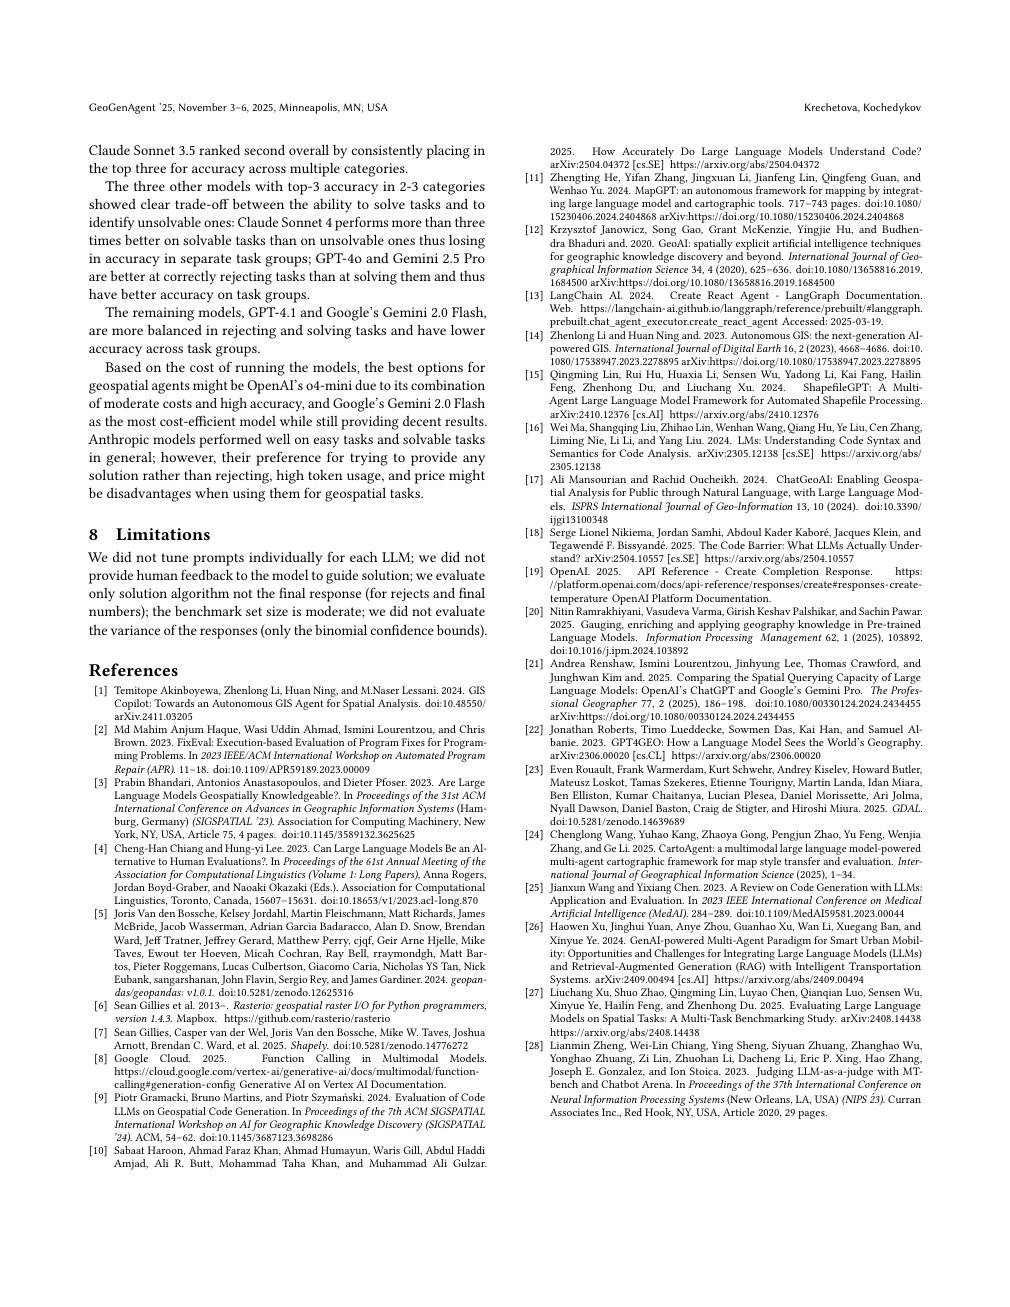 GeoGenAgent ’25, November 3–6, 2025, Minneapolis, MN, USA
Krechetova, Kochedykov
Claude Sonnet 3.5 ranked second overall by consistently placing in
the top three for accuracy across multiple categories.
The three other models with top-3 accuracy in 2-3 categories
showed clear trade-off between the ability to solve tasks and to
identify unsolvable ones: Claude Sonnet 4 performs more than three
times better on solvable tasks than on unsolvable ones thus losing
in accuracy in separate task groups; GPT-4o and Gemini 2.5 Pro
are better at correctly rejecting tasks than at solving them and thus
have better accuracy on task groups.
The remaining models, GPT-4.1 and Google’s Gemini 2.0 Flash,
are more balanced in rejecting and solving tasks and have lower
accuracy across task groups.
Based on the cost of running the models, the best options for
geospatial agents might be OpenAI’s o4-mini due to its combination
of moderate costs and high accuracy, and Google’s Gemini 2.0 Flash
as the most cost-efficient model while still providing decent results.
Anthropic models performed well on easy tasks and solvable tasks
in general; however, their preference for trying to provide any
solution rather than rejecting, high token usage, and price might
be disadvantages when using them for geospatial tasks.
8 Limitations
We did not tune prompts individually for each LLM; we did not
provide human feedback to the model to guide solution; we evaluate
only solution algorithm not the final response (for rejects and final
numbers); the benchmark set size is moderate; we did not evaluate
the variance of the responses (only the binomial confidence bounds).
References
[1] Temitope Akinboyewa, Zhenlong Li, Huan Ning, and M.Naser Lessani. 2024. GIS
Copilot: Towards an Autonomous GIS Agent for Spatial Analysis. doi:10.48550/
arXiv.2411.03205
[2] Md Mahim Anjum Haque, Wasi Uddin Ahmad, Ismini Lourentzou, and Chris
Brown. 2023. FixEval: Execution-based Evaluation of Program Fixes for Program-
ming Problems. In 2023 IEEE/ACM International Workshop on Automated Program
Repair (APR). 11–18. doi:10.1109/APR59189.2023.00009
[3] Prabin Bhandari, Antonios Anastasopoulos, and Dieter Pfoser. 2023. Are Large
Language Models Geospatially Knowledgeable?. In Proceedings of the 31st ACM
International Conference on Advances in Geographic Information Systems (Ham-
burg, Germany) (SIGSPATIAL ’23). Association for Computing Machinery, New
York, NY, USA, Article 75, 4 pages. doi:10.1145/3589132.3625625
[4] Cheng-Han Chiang and Hung-yi Lee. 2023. Can Large Language Models Be an Al-
ternative to Human Evaluations?. In Proceedings of the 61st Annual Meeting of the
Association for Computational Linguistics (Volume 1: Long Papers), Anna Rogers,
Jordan Boyd-Graber, and Naoaki Okazaki (Eds.). Association for Computational
Linguistics, Toronto, Canada, 15607–15631. doi:10.18653/v1/2023.acl-long.870
[5] Joris Van den Bossche, Kelsey Jordahl, Martin Fleischmann, Matt Richards, James
McBride, Jacob Wasserman, Adrian Garcia Badaracco, Alan D. Snow, Brendan
Ward, Jeff Tratner, Jeffrey Gerard, Matthew Perry, cjqf, Geir Arne Hjelle, Mike
Taves, Ewout ter Hoeven, Micah Cochran, Ray Bell, rraymondgh, Matt Bar-
tos, Pieter Roggemans, Lucas Culbertson, Giacomo Caria, Nicholas YS Tan, Nick
Eubank, sangarshanan, John Flavin, Sergio Rey, and James Gardiner. 2024. geopan-
das/geopandas: v1.0.1. doi:10.5281/zenodo.12625316
[6] Sean Gillies et al. 2013–. Rasterio: geospatial raster I/O for Python programmers,
version 1.4.3. Mapbox. https://github.com/rasterio/rasterio
[7] Sean Gillies, Casper van der Wel, Joris Van den Bossche, Mike W. Taves, Joshua
Arnott, Brendan C. Ward, et al. 2025. Shapely. doi:10.5281/zenodo.14776272
[8] Google Cloud. 2025. Function Calling in Multimodal Models.
https://cloud.google.com/vertex-ai/generative-ai/docs/multimodal/function-
calling#generation-config Generative AI on Vertex AI Documentation.
[9] Piotr Gramacki, Bruno Martins, and Piotr Szymański. 2024. Evaluation of Code
LLMs on Geospatial Code Generation. In Proceedings of the 7th ACM SIGSPATIAL
International Workshop on AI for Geographic Knowledge Discovery (SIGSPATIAL
’24). ACM, 54–62. doi:10.1145/3687123.3698286
[10] Sabaat Haroon, Ahmad Faraz Khan, Ahmad Humayun, Waris Gill, Abdul Haddi
Amjad, Ali R. Butt, Mohammad Taha Khan, and Muhammad Ali Gulzar.
2025. How Accurately Do Large Language Models Understand Code?
arXiv:2504.04372 [cs.SE] https://arxiv.org/abs/2504.04372
[11] Zhengting He, Yifan Zhang, Jingxuan Li, Jianfeng Lin, Qingfeng Guan, and
Wenhao Yu. 2024. MapGPT: an autonomous framework for mapping by integrat-
ing large language model and cartographic tools. 717–743 pages. doi:10.1080/
15230406.2024.2404868 arXiv:https://doi.org/10.1080/15230406.2024.2404868
[12] Krzysztof Janowicz, Song Gao, Grant McKenzie, Yingjie Hu, and Budhen-
dra Bhaduri and. 2020. GeoAI: spatially explicit artificial intelligence techniques
for geographic knowledge discovery and beyond. International Journal of Geo-
graphical Information Science 34, 4 (2020), 625–636. doi:10.1080/13658816.2019.
1684500 arXiv:https://doi.org/10.1080/13658816.2019.1684500
[13] LangChain AI. 2024. Create React Agent - LangGraph Documentation.
Web. https://langchain-ai.github.io/langgraph/reference/prebuilt/#langgraph.
prebuilt.chat_agent_executor.create_react_agent Accessed: 2025-03-19.
[14] Zhenlong Li and Huan Ning and. 2023. Autonomous GIS: the next-generation AI-
powered GIS. International Journal of Digital Earth 16, 2 (2023), 4668–4686. doi:10.
1080/17538947.2023.2278895 arXiv:https://doi.org/10.1080/17538947.2023.2278895
[15] Qingming Lin, Rui Hu, Huaxia Li, Sensen Wu, Yadong Li, Kai Fang, Hailin
Feng, Zhenhong Du, and Liuchang Xu. 2024. ShapefileGPT: A Multi-
Agent Large Language Model Framework for Automated Shapefile Processing.
arXiv:2410.12376 [cs.AI] https://arxiv.org/abs/2410.12376
[16] Wei Ma, Shangqing Liu, Zhihao Lin, Wenhan Wang, Qiang Hu, Ye Liu, Cen Zhang,
Liming Nie, Li Li, and Yang Liu. 2024. LMs: Understanding Code Syntax and
Semantics for Code Analysis. arXiv:2305.12138 [cs.SE] https://arxiv.org/abs/
2305.12138
[17] Ali Mansourian and Rachid Oucheikh. 2024. ChatGeoAI: Enabling Geospa-
tial Analysis for Public through Natural Language, with Large Language Mod-
els. ISPRS International Journal of Geo-Information 13, 10 (2024). doi:10.3390/
ijgi13100348
[18] Serge Lionel Nikiema, Jordan Samhi, Abdoul Kader Kaboré, Jacques Klein, and
Tegawendé F. Bissyandé. 2025. The Code Barrier: What LLMs Actually Under-
stand? arXiv:2504.10557 [cs.SE] https://arxiv.org/abs/2504.10557
[19] OpenAI. 2025. API Reference - Create Completion Response. https:
//platform.openai.com/docs/api-reference/responses/create#responses-create-
temperature OpenAI Platform Documentation.
[20] Nitin Ramrakhiyani, Vasudeva Varma, Girish Keshav Palshikar, and Sachin Pawar.
2025. Gauging, enriching and applying geography knowledge in Pre-trained
Language Models. Information Processing Management 62, 1 (2025), 103892.
doi:10.1016/j.ipm.2024.103892
[21] Andrea Renshaw, Ismini Lourentzou, Jinhyung Lee, Thomas Crawford, and
Junghwan Kim and. 2025. Comparing the Spatial Querying Capacity of Large
Language Models: OpenAI’s ChatGPT and Google’s Gemini Pro. The Profes-
sional Geographer 77, 2 (2025), 186–198. doi:10.1080/00330124.2024.2434455
arXiv:https://doi.org/10.1080/00330124.2024.2434455
[22] Jonathan Roberts, Timo Lueddecke, Sowmen Das, Kai Han, and Samuel Al-
banie. 2023. GPT4GEO: How a Language Model Sees the World’s Geography.
arXiv:2306.00020 [cs.CL] https://arxiv.org/abs/2306.00020
[23] Even Rouault, Frank Warmerdam, Kurt Schwehr, Andrey Kiselev, Howard Butler,
Mateusz Loskot, Tamas Szekeres, Etienne Tourigny, Martin Landa, Idan Miara,
Ben Elliston, Kumar Chaitanya, Lucian Plesea, Daniel Morissette, Ari Jolma,
Nyall Dawson, Daniel Baston, Craig de Stigter, and Hiroshi Miura. 2025. GDAL.
doi:10.5281/zenodo.14639689
[24] Chenglong Wang, Yuhao Kang, Zhaoya Gong, Pengjun Zhao, Yu Feng, Wenjia
Zhang, and Ge Li. 2025. CartoAgent: a multimodal large language model-powered
multi-agent cartographic framework for map style transfer and evaluation. Inter-
national Journal of Geographical Information Science (2025), 1–34.
[25] Jianxun Wang and Yixiang Chen. 2023. A Review on Code Generation with LLMs:
Application and Evaluation. In 2023 IEEE International Conference on Medical
Artificial Intelligence (MedAI). 284–289. doi:10.1109/MedAI59581.2023.00044
[26] Haowen Xu, Jinghui Yuan, Anye Zhou, Guanhao Xu, Wan Li, Xuegang Ban, and
Xinyue Ye. 2024. GenAI-powered Multi-Agent Paradigm for Smart Urban Mobil-
ity: Opportunities and Challenges for Integrating Large Language Models (LLMs)
and Retrieval-Augmented Generation (RAG) with Intelligent Transportation
Systems. arXiv:2409.00494 [cs.AI] https://arxiv.org/abs/2409.00494
[27] Liuchang Xu, Shuo Zhao, Qingming Lin, Luyao Chen, Qianqian Luo, Sensen Wu,
Xinyue Ye, Hailin Feng, and Zhenhong Du. 2025. Evaluating Large Language
Models on Spatial Tasks: A Multi-Task Benchmarking Study. arXiv:2408.14438
https://arxiv.org/abs/2408.14438
[28] Lianmin Zheng, Wei-Lin Chiang, Ying Sheng, Siyuan Zhuang, Zhanghao Wu,
Yonghao Zhuang, Zi Lin, Zhuohan Li, Dacheng Li, Eric P. Xing, Hao Zhang,
Joseph E. Gonzalez, and Ion Stoica. 2023. Judging LLM-as-a-judge with MT-
bench and Chatbot Arena. In Proceedings of the 37th International Conference on
Neural Information Processing Systems (New Orleans, LA, USA) (NIPS ’23). Curran
Associates Inc., Red Hook, NY, USA, Article 2020, 29 pages.